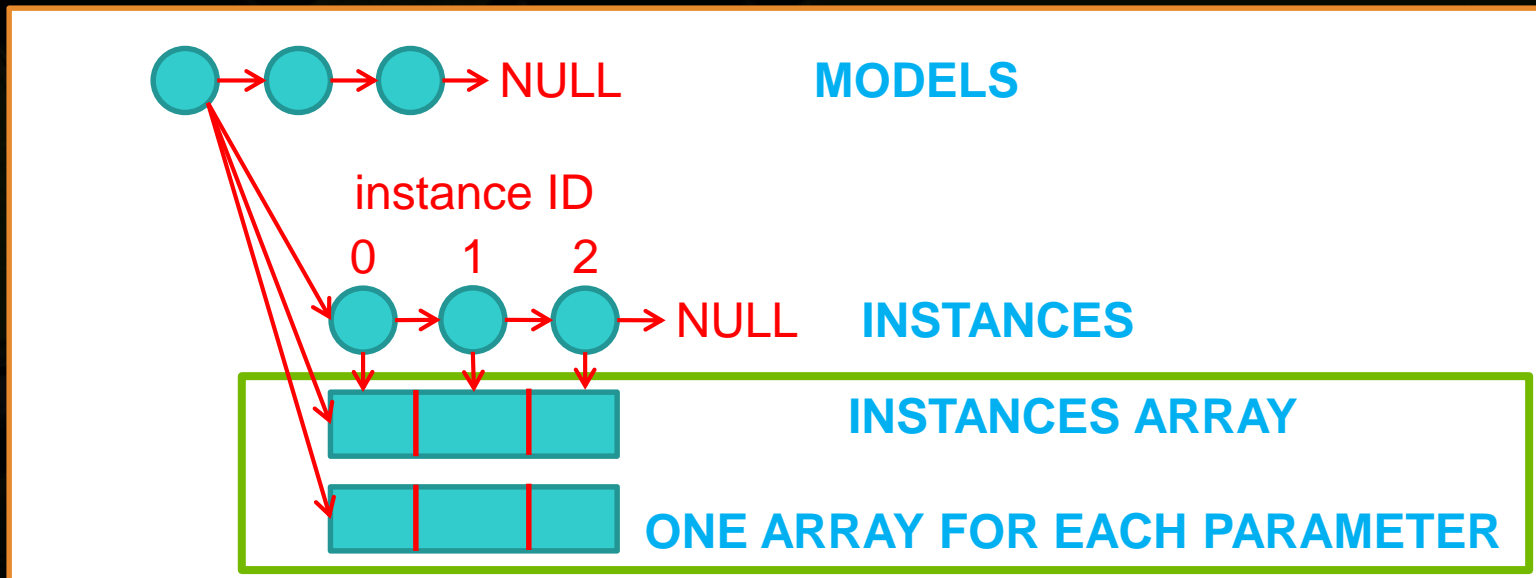 NULL MODELS
instance ID
0 1 2
NULL INSTANCES
INSTANCES ARRAY
ONE ARRAY FOR EACH PARAMETER